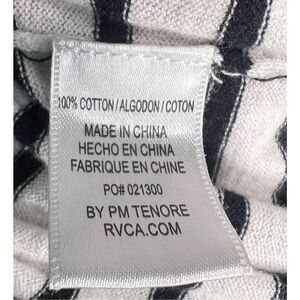 100% COTTON / ALGODON / COTON
MADE IN CHINA
HECHO EN CHINA
FABRIQUE EN CHINE
PO# 021300
BY PM TENORE
RVCA.COM